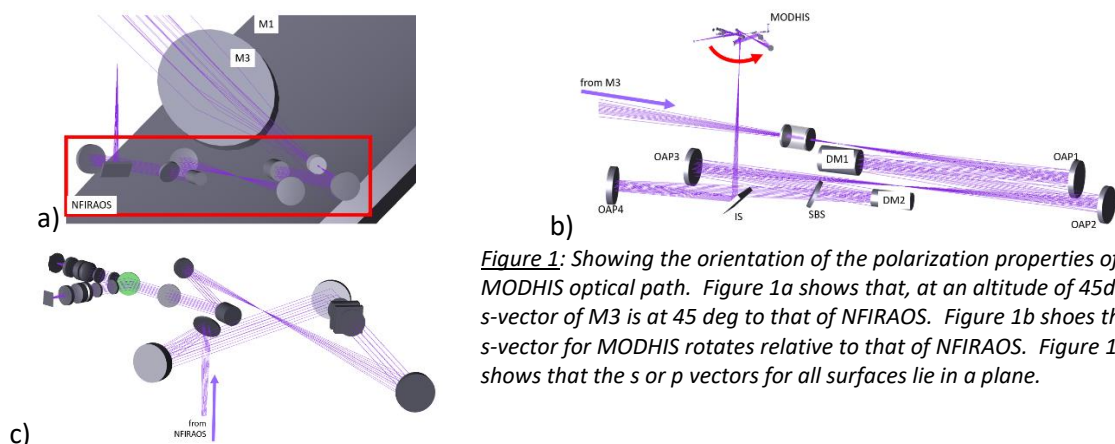 M1
M3
NFIRAOS
a)
MODHIS
from M3
OAP3
DM1
OAP1
OAP4
IS
SBS
DM2
OAP2
b)
Figure 1: Showing the orientation of the polarization properties of
MODHIS optical path. Figure 1a shows that, at an altitude of 45d
s-vector of M3 is at 45 deg to that of NFIRAOS. Figure 1b shoes th
s-vector for MODHIS rotates relative to that of NFIRAOS. Figure 1
shows that the s or p vectors for all surfaces lie in a plane.
from
NFIRAOS
c)